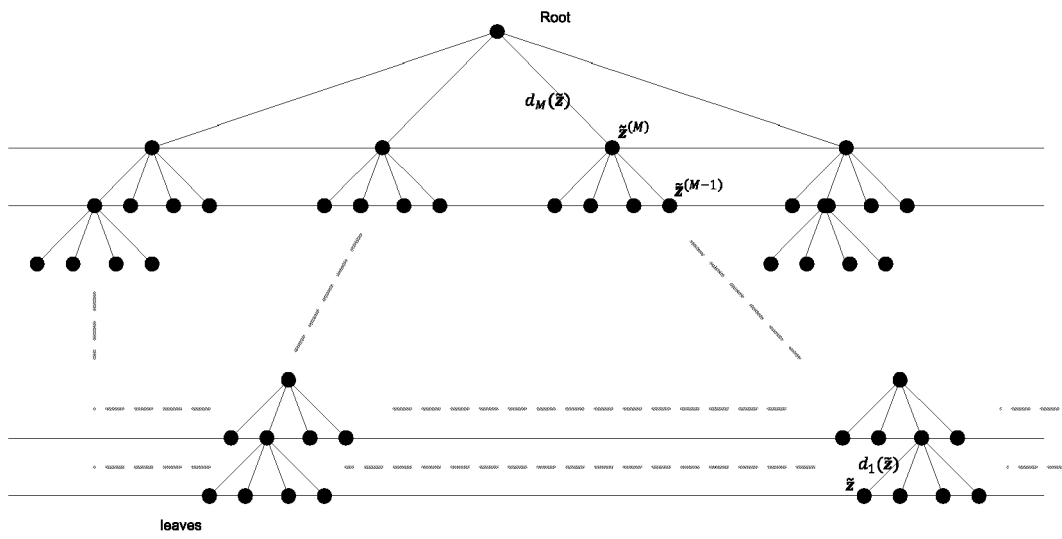 Root
d_M(z̃)
z̃^(M)
z̃^(M−1)
d_1(z̃)
z̃
leaves